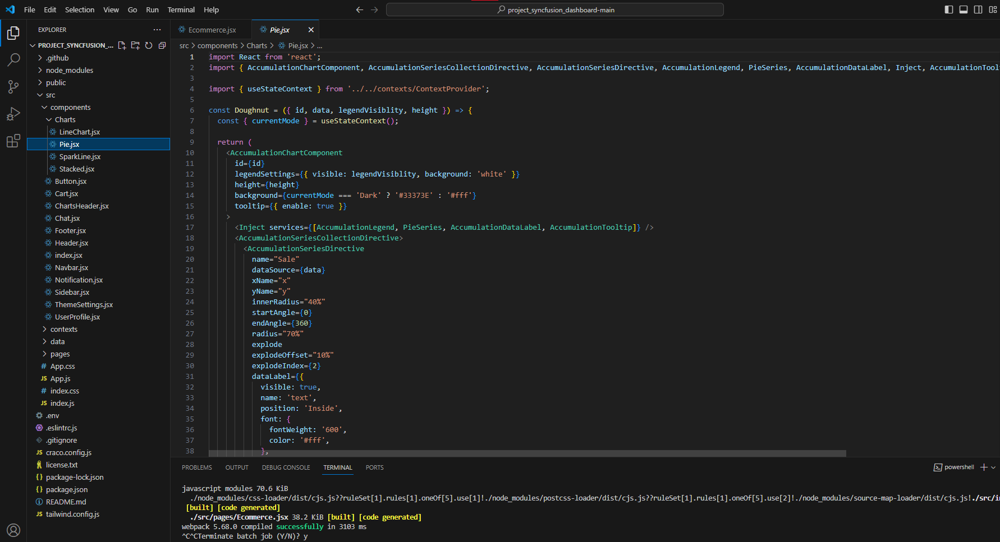 File Edit Selection View Go Run Terminal Help
project_syncfusion_dashboard-main
EXPLORER
PROJECT_SYNCFUSION_...
.github
node_modules
public
src
components
Charts
LineChart.jsx
Pie.jsx
SparkLine.jsx
Stacked.jsx
Button.jsx
Cart.jsx
ChartsHeader.jsx
Chat.jsx
Footer.jsx
Header.jsx
index.jsx
Navbar.jsx
Notification.jsx
Sidebar.jsx
ThemeSettings.jsx
UserProfile.jsx
contexts
data
pages
# App.css
JS App.js
# index.css
JS index.js
.env
.eslintrc.js
.gitignore
JS craco.config.js
license.txt
{} package-lock.json
{} package.json
README.md
JS tailwind.config.js
Ecommerce.jsx
Pie.jsx
src > components > Charts > Pie.jsx > ...
1 import React from 'react';
2 import { AccumulationChartComponent, AccumulationSeriesCollectionDirective, AccumulationSeriesDirective, AccumulationLegend, PieSeries, AccumulationDataLabel, Inject, AccumulationTool
3
4 import { useStateContext } from '../../contexts/ContextProvider';
5
6 const Doughnut = ({ id, data, legendVisiblity, height }) => {
7 const { currentMode } = useStateContext();
8
9 return (
10 <AccumulationChartComponent
11 id={id}
12 legendSettings={{ visible: legendVisiblity, background: 'white' }}
13 height={height}
14 background={currentMode === 'Dark' ? '#33373E' : '#fff'}
15 tooltip={{ enable: true }}
16 >
17 <Inject services={[AccumulationLegend, PieSeries, AccumulationDataLabel, AccumulationTooltip]} />
18 <AccumulationSeriesCollectionDirective>
19 <AccumulationSeriesDirective
20 name="Sale"
21 dataSource={data}
22 xName="x"
23 yName="y"
24 innerRadius="40%"
25 startAngle={0}
26 endAngle={360}
27 radius="70%"
28 explode
29 explodeOffset="10%"
30 explodeIndex={2}
31 dataLabel={{
32 visible: true,
33 name: 'text',
34 position: 'Inside',
35 font: {
36 fontWeight: '600',
37 color: '#fff',
38 },
PROBLEMS OUTPUT DEBUG CONSOLE TERMINAL PORTS
powershell
javascript modules 70.6 KiB
./node_modules/css-loader/dist/cjs.js??ruleSet[1].rules[1].oneOf[5].use[1]!./node_modules/postcss-loader/dist/cjs.js??ruleSet[1].rules[1].oneOf[5].use[2]!./node_modules/source-map-loader/dist/cjs.js!./src/i
[built] [code generated]
./src/pages/Ecommerce.jsx 38.2 KiB [built] [code generated]
webpack 5.68.0 compiled successfully in 3103 ms
^C^CTerminate batch job (Y/N)? y